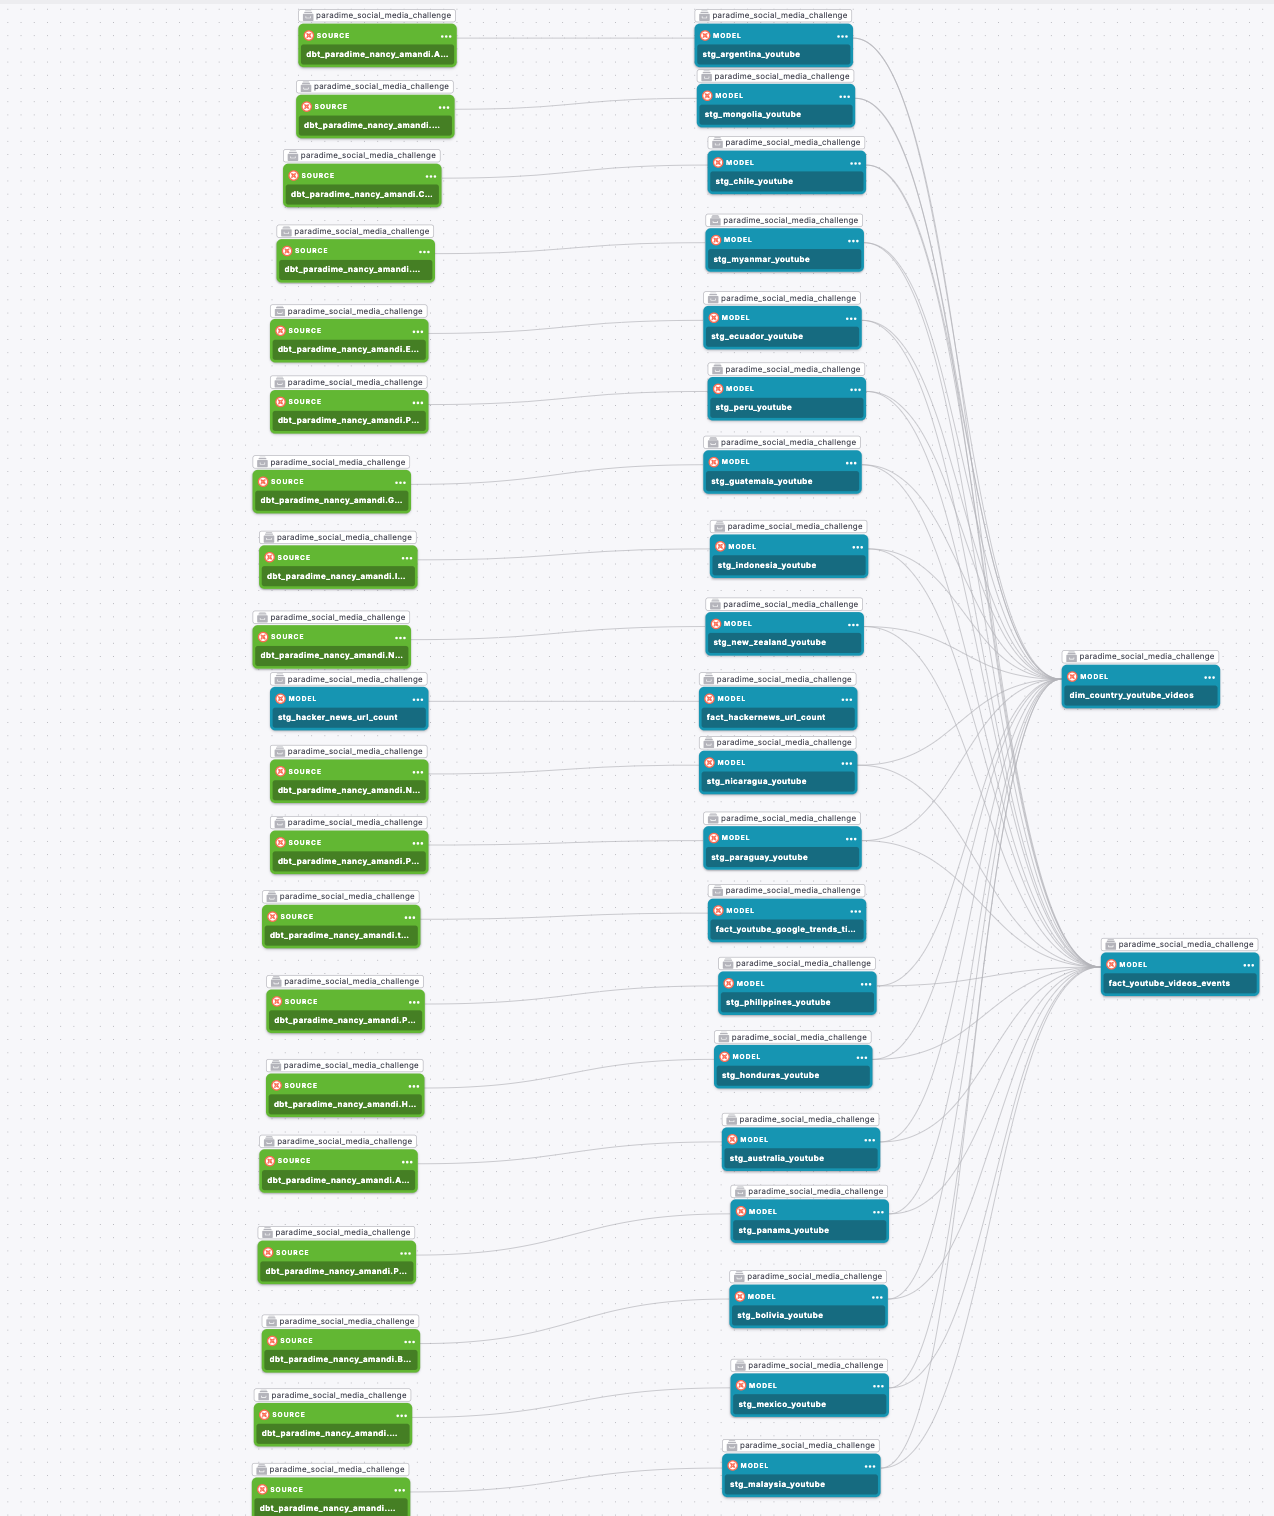 paradime_social_media_challenge
SOURCE
dbt_paradime_nancy_amandi.A...
paradime_social_media_challenge
MODEL
stg_argentina_youtube
paradime_social_media_challenge
SOURCE
dbt_paradime_nancy_amandi....
paradime_social_media_challenge
MODEL
stg_mongolia_youtube
paradime_social_media_challenge
SOURCE
dbt_paradime_nancy_amandi.C...
paradime_social_media_challenge
MODEL
stg_chile_youtube
paradime_social_media_challenge
SOURCE
dbt_paradime_nancy_amandi....
paradime_social_media_challenge
MODEL
stg_myanmar_youtube
paradime_social_media_challenge
SOURCE
dbt_paradime_nancy_amandi.E...
paradime_social_media_challenge
MODEL
stg_ecuador_youtube
paradime_social_media_challenge
SOURCE
dbt_paradime_nancy_amandi.P...
paradime_social_media_challenge
MODEL
stg_peru_youtube
paradime_social_media_challenge
SOURCE
dbt_paradime_nancy_amandi.G...
paradime_social_media_challenge
MODEL
stg_guatemala_youtube
paradime_social_media_challenge
SOURCE
dbt_paradime_nancy_amandi.I...
paradime_social_media_challenge
MODEL
stg_indonesia_youtube
paradime_social_media_challenge
SOURCE
dbt_paradime_nancy_amandi.N...
paradime_social_media_challenge
MODEL
stg_new_zealand_youtube
paradime_social_media_challenge
MODEL
dim_country_youtube_videos
paradime_social_media_challenge
MODEL
stg_hacker_news_url_count
paradime_social_media_challenge
MODEL
fact_hackernews_url_count
paradime_social_media_challenge
SOURCE
dbt_paradime_nancy_amandi.N...
paradime_social_media_challenge
MODEL
stg_nicaragua_youtube
paradime_social_media_challenge
SOURCE
dbt_paradime_nancy_amandi.P...
paradime_social_media_challenge
MODEL
stg_paraguay_youtube
paradime_social_media_challenge
SOURCE
dbt_paradime_nancy_amandi.t...
paradime_social_media_challenge
MODEL
fact_youtube_google_trends_ti...
paradime_social_media_challenge
MODEL
fact_youtube_videos_events
paradime_social_media_challenge
SOURCE
dbt_paradime_nancy_amandi.P...
paradime_social_media_challenge
MODEL
stg_philippines_youtube
paradime_social_media_challenge
SOURCE
dbt_paradime_nancy_amandi.H...
paradime_social_media_challenge
MODEL
stg_honduras_youtube
paradime_social_media_challenge
SOURCE
dbt_paradime_nancy_amandi.A...
paradime_social_media_challenge
MODEL
stg_australia_youtube
paradime_social_media_challenge
SOURCE
dbt_paradime_nancy_amandi.P...
paradime_social_media_challenge
MODEL
stg_panama_youtube
paradime_social_media_challenge
SOURCE
dbt_paradime_nancy_amandi.B...
paradime_social_media_challenge
MODEL
stg_bolivia_youtube
paradime_social_media_challenge
SOURCE
dbt_paradime_nancy_amandi....
paradime_social_media_challenge
MODEL
stg_mexico_youtube
paradime_social_media_challenge
SOURCE
dbt_paradime_nancy_amandi....
paradime_social_media_challenge
MODEL
stg_malaysia_youtube